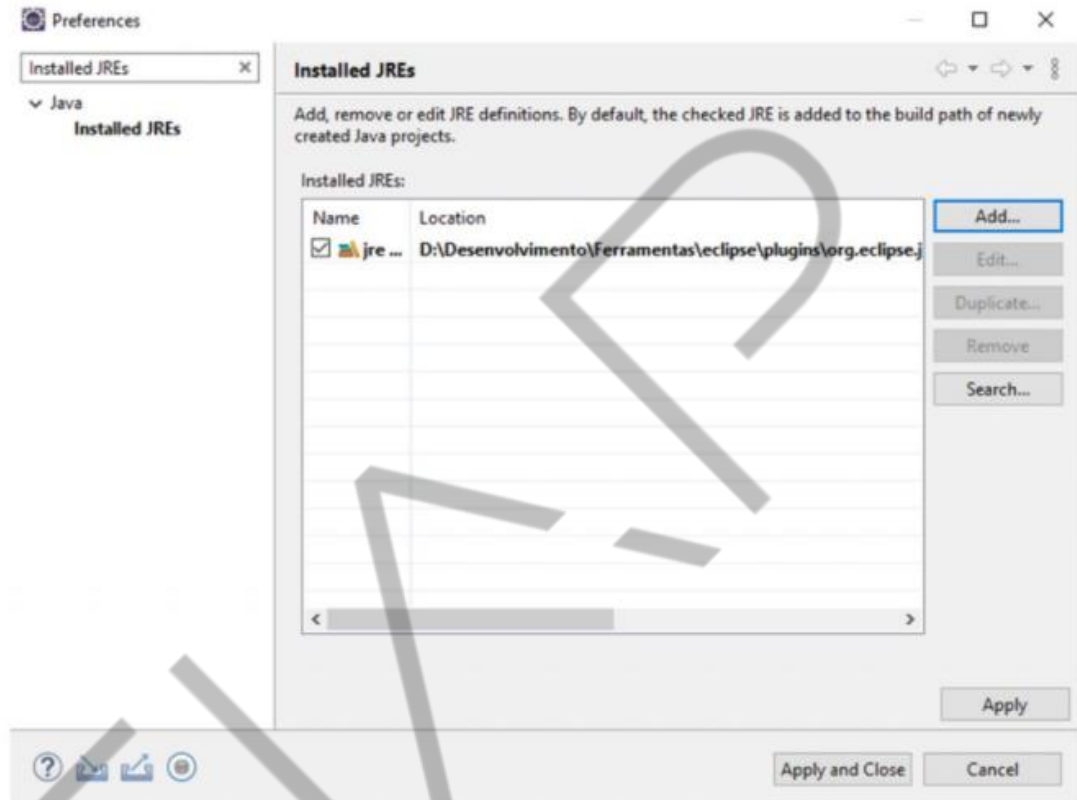 Preferences
Installed JREs
Java
Installed JREs
Installed JREs
Add, remove or edit JRE definitions. By default, the checked JRE is added to the build path of newly
created Java projects.
Installed JREs:
Name Location
jre ... D:\Desenvolvimento\Ferramentas\eclipse\plugins\org.eclipse.j
Add...
Edit...
Duplicate...
Remove
Search...
Apply
Apply and Close Cancel